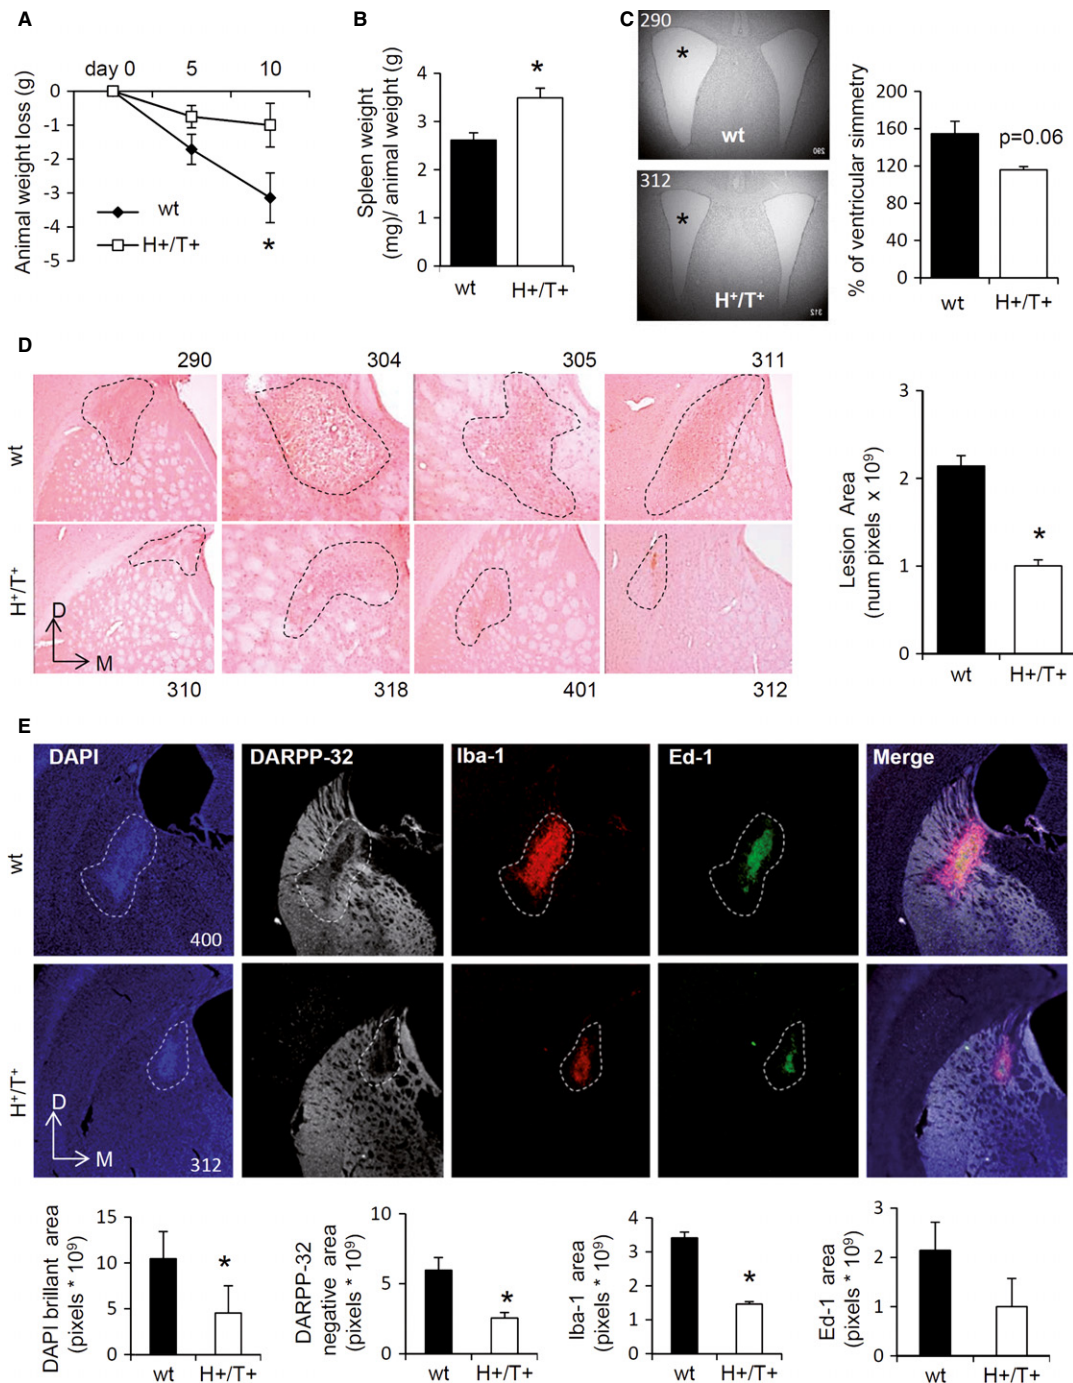 A
day 0 5 10
Animal weight loss (g)
0
-1
-2
-3
-4
-5
wt
H+/T+
*
B
Spleen weight
(mg)/ animal weight (g)
4
3
2
1
0
*
wt H+/T+
C
290
*
wt
290
312
*
H+/T+
312
% of ventricular simmetry
200
160
120
80
40
0
p=0.06
wt H+/T+
D
290 304 305 311
wt
H+/T+
D
M
310 318 401 312
Lesion Area
(num pixels x 10⁹)
3
2
1
0
*
wt H+/T+
E
DAPI DARPP-32 Iba-1 Ed-1 Merge
wt
400
H+/T+
D
M
312
DAPI brillant area
(pixels * 10⁹)
15
10
5
0
*
wt H+/T+
DARPP-32
negative area
(pixels * 10⁹)
10
5
0
*
wt H+/T+
Iba-1 area
(pixels * 10⁹)
4
3
2
1
0
*
wt H+/T+
Ed-1 area
(pixels * 10⁹)
3
2
1
0
wt H+/T+